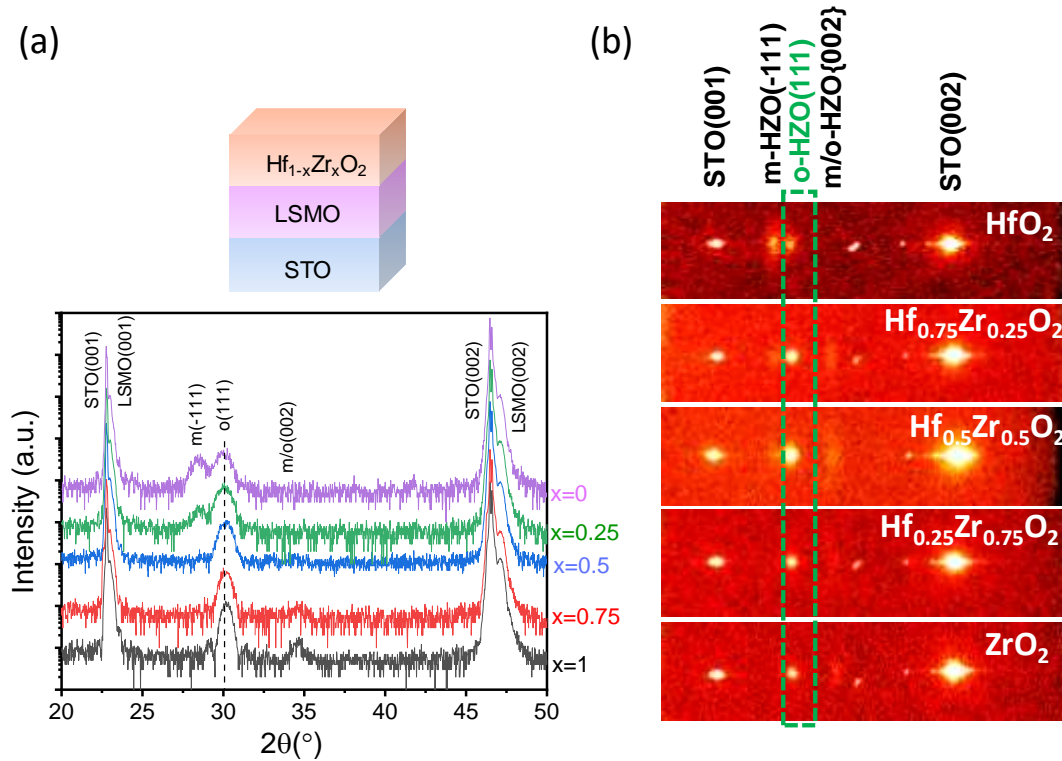 (a)
Hf₁₋ₓZrₓO₂
LSMO
STO
STO(001)
LSMO(001)
m(-111)
o(111)
m/o(002)
STO(002)
LSMO(002)
x=0
x=0.25
x=0.5
x=0.75
x=1
Intensity (a.u.)
20 25 30 35 40 45 50
2θ(°)
(b)
STO(001)
m-HZO(-111)
o-HZO(111)
m/o-HZO{002}
STO(002)
HfO₂
Hf₀.₇₅Zr₀.₂₅O₂
Hf₀.₅Zr₀.₅O₂
Hf₀.₂₅Zr₀.₇₅O₂
ZrO₂